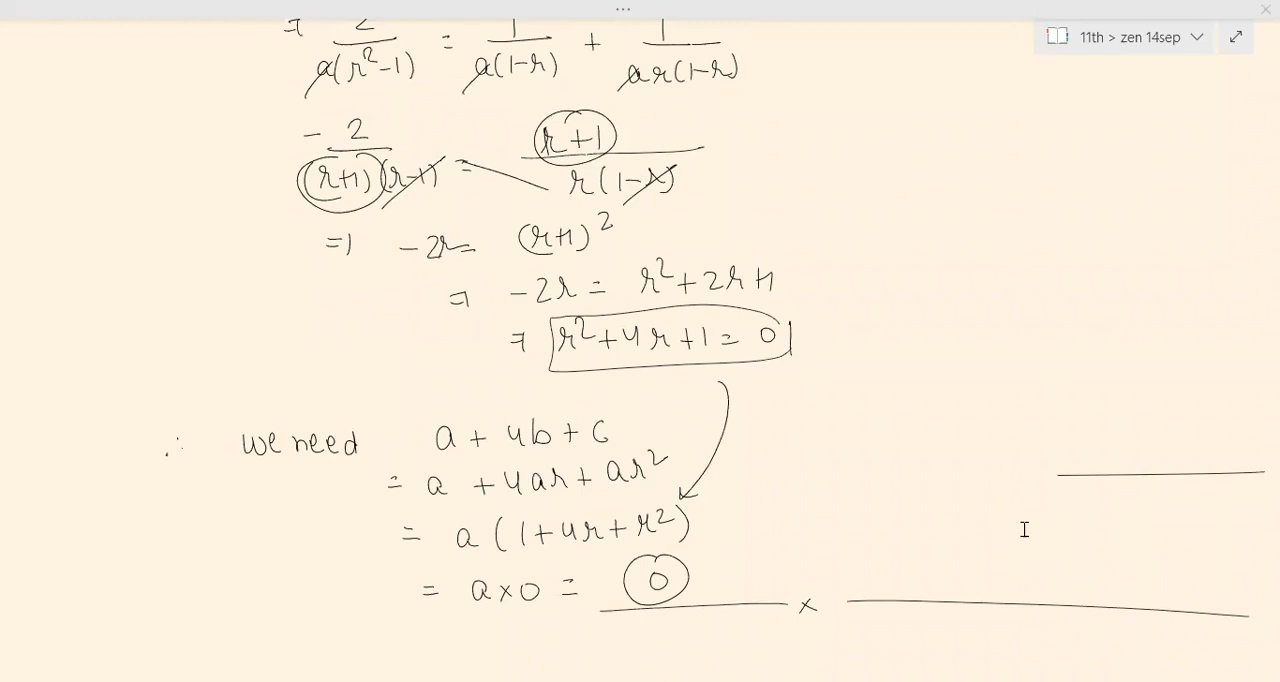 11th > zen 14sep
⇒ 2/a(r²-1) = 1/a(1-r) + 1/ar(1-r)
- 2/(r+1)(r-1) = r+1/r(1-r)
⇒ -2r = (r+1)²
⇒ -2r = r²+2r+1
⇒ r²+4r+1 = 0
∴ we need a + 4b + c
= a + 4ar + ar²
= a (1+4r+r²)
= a×0 = 0 ×